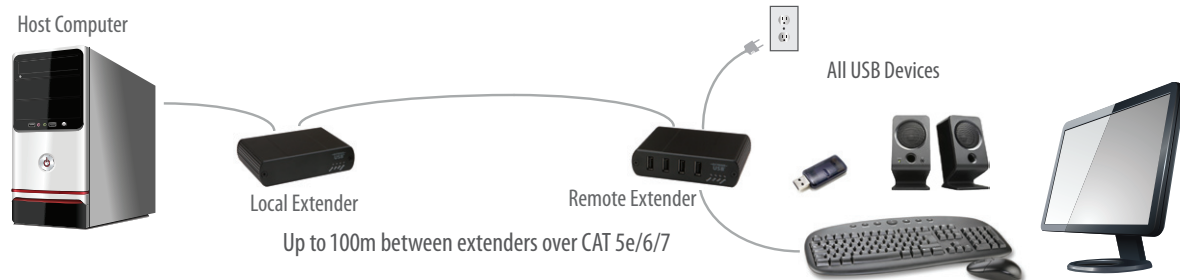 Host Computer
All USB Devices
Local Extender
Remote Extender
Up to 100m between extenders over CAT 5e/6/7